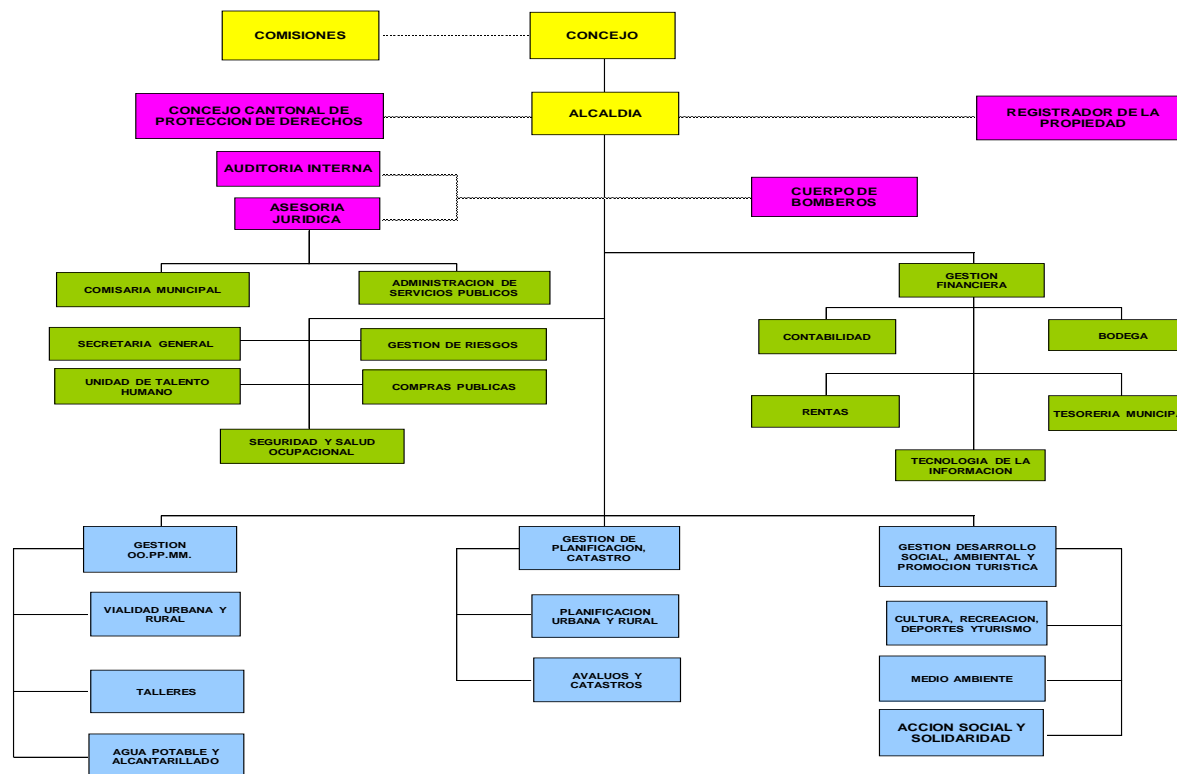 COMISIONES
CONCEJO
CONCEJO CANTONAL DE
PROTECCION DE DERECHOS
ALCALDIA
REGISTRADOR DE LA
PROPIEDAD
AUDITORIA INTERNA
ASESORIA
JURIDICA
CUERPO DE
BOMBEROS
COMISARIA MUNICIPAL
ADMINISTRACION DE
SERVICIOS PUBLICOS
GESTION
FINANCIERA
SECRETARIA GENERAL
GESTION DE RIESGOS
CONTABILIDAD
BODEGA
UNIDAD DE TALENTO
HUMANO
COMPRAS PUBLICAS
RENTAS
TESORERIA MUNICIPA
SEGURIDAD Y SALUD
OCUPACIONAL
TECNOLOGIA DE LA
INFORMACION
GESTION
OO.PP.MM.
GESTION DE
PLANIFICACION,
CATASTRO
GESTION DESARROLLO
SOCIAL, AMBIENTAL Y
PROMOCION TURISTICA
VIALIDAD URBANA Y
RURAL
PLANIFICACION
URBANA Y RURAL
CULTURA, RECREACION,
DEPORTES YTURISMO
TALLERES
AVALUOS Y
CATASTROS
MEDIO AMBIENTE
AGUA POTABLE Y
ALCANTARILLADO
ACCION SOCIAL Y
SOLIDARIDAD